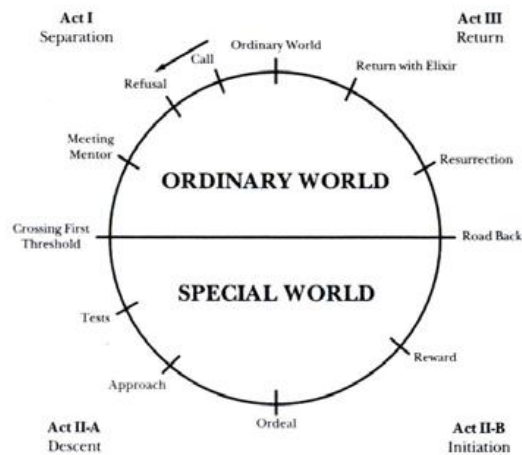 Act I
Separation
Act III
Return
Ordinary World
Call
Return with Elixir
Refusal
Meeting
Mentor
Resurrection
ORDINARY WORLD
Crossing First
Threshold
Road Back
SPECIAL WORLD
Tests
Reward
Approach
Ordeal
Act II-A
Descent
Act II-B
Initiation